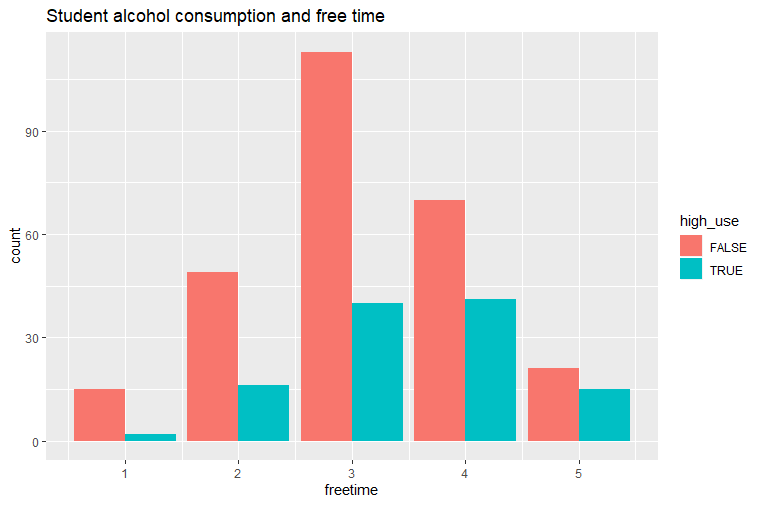 Student alcohol consumption and free time
90
60
30
0
count
1 2 3 4 5
freetime
high_use
FALSE
TRUE